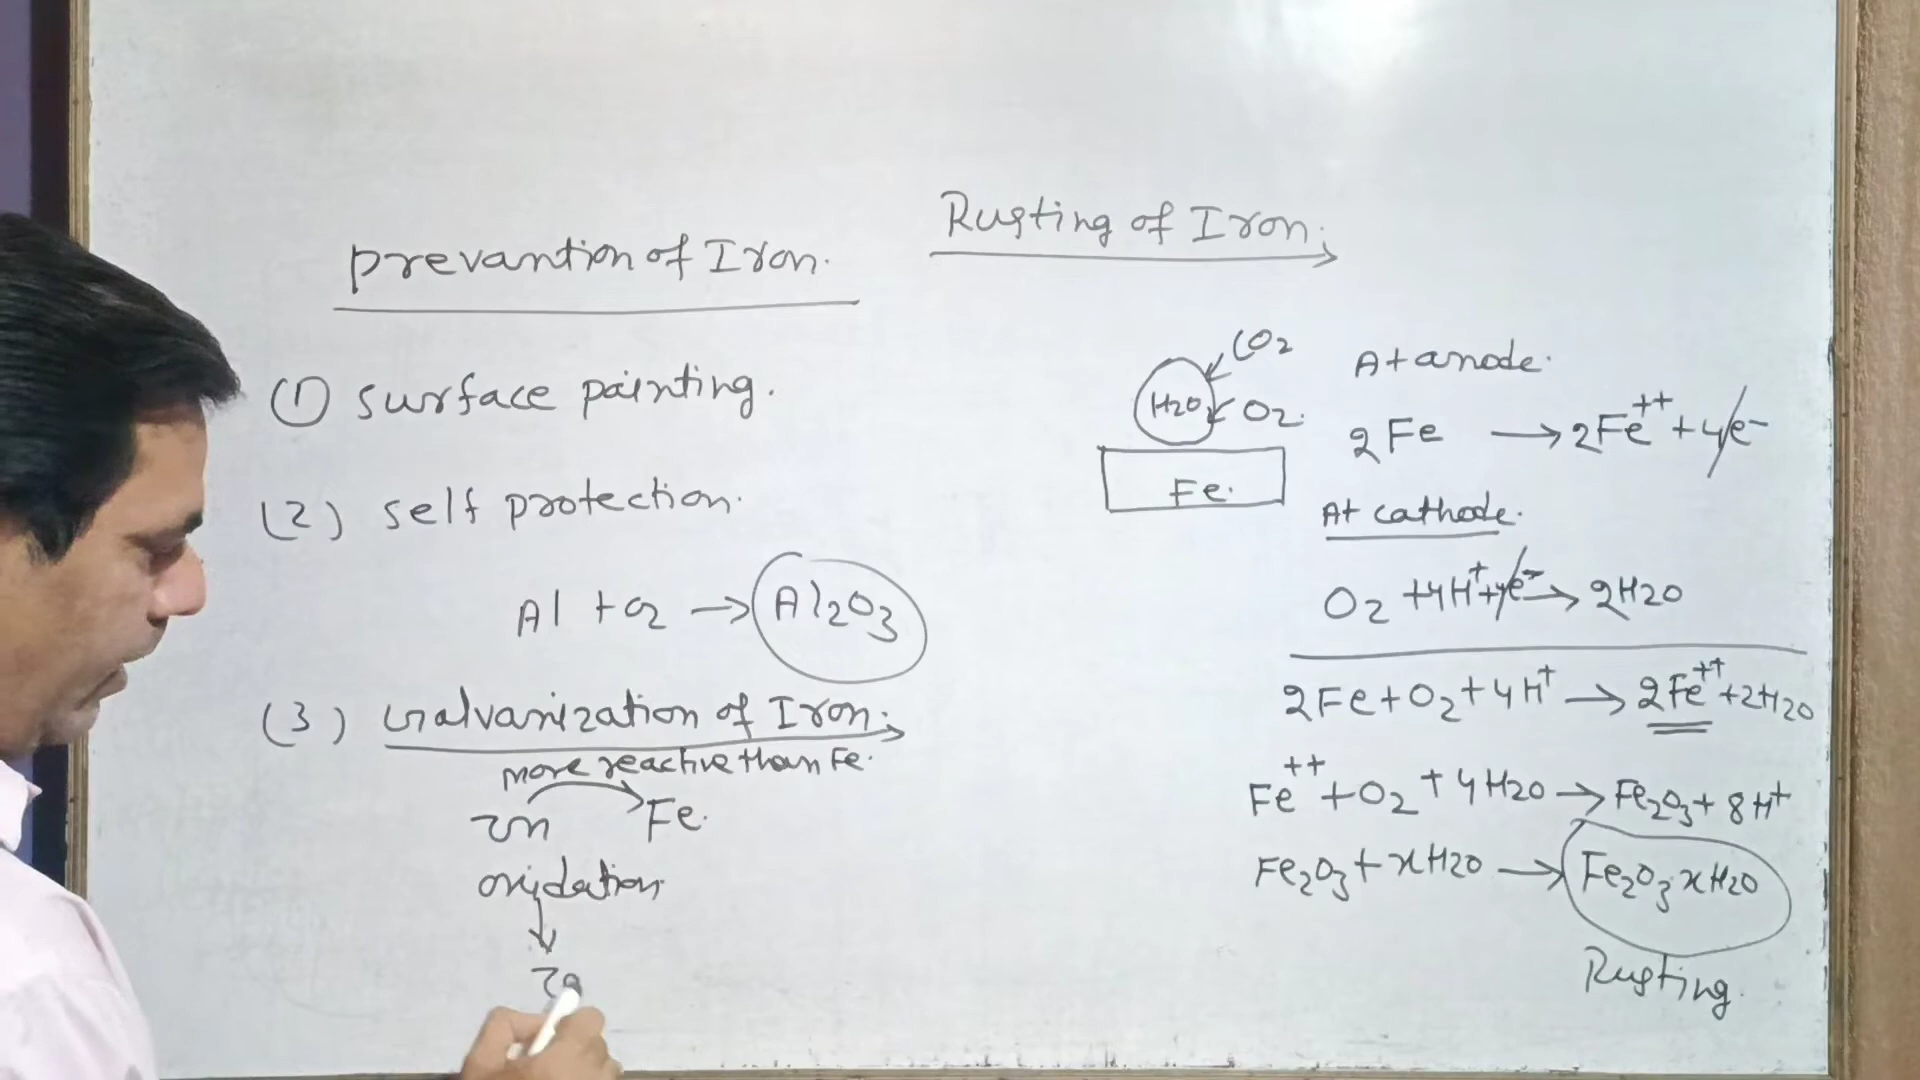 prevantion of Iron.
(1) surface painting.
(2) self protection.
Al + O2 → Al2O3
(3) Galvanization of Iron:
more reactive than Fe.
Zn Fe.
oxidation
↓
Rusting of Iron:
CO2
H2O O2.
Fe.
At anode.
2Fe → 2Fe++ + 4e-
At cathode.
O2 + 4H+ + 4e- → 2H2O
2Fe + O2 + 4H+ → 2Fe++ + 2H2O
Fe++ + O2 + 4H2O → Fe2O3 + 8H+
Fe2O3 + xH2O → Fe2O3xH2O
Rusting.